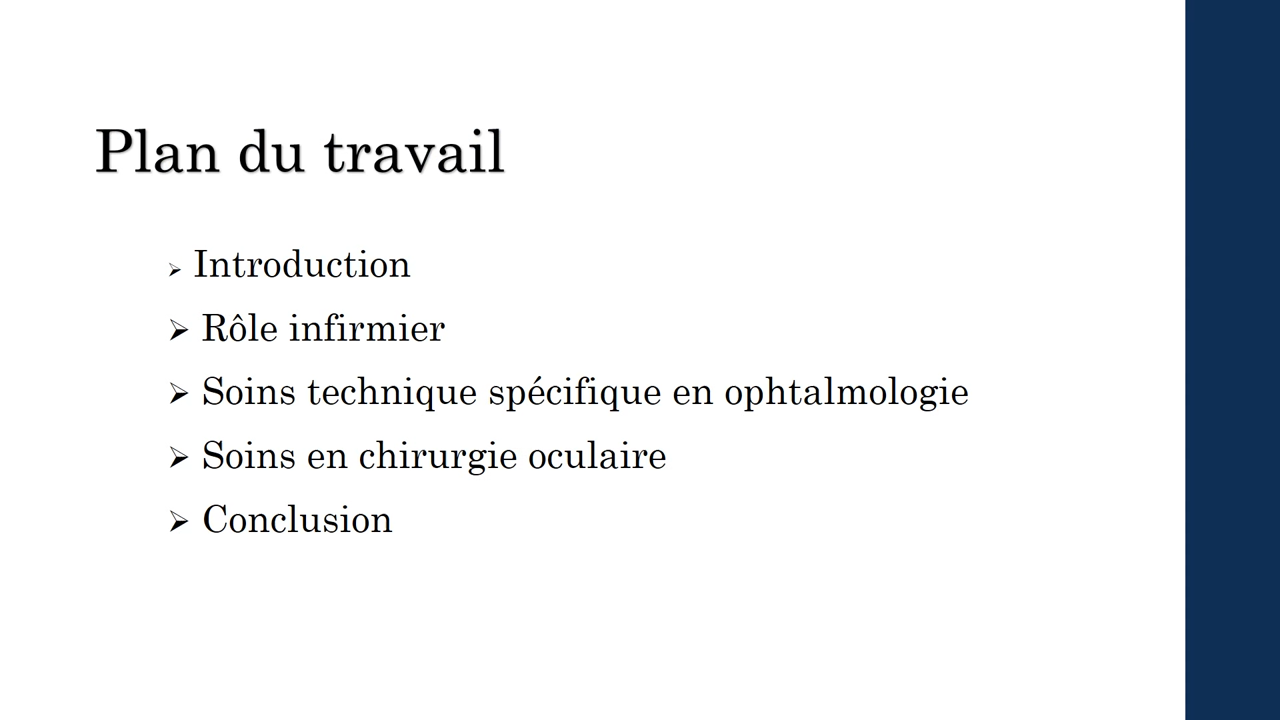 Plan du travail
➢ Introduction
➢ Rôle infirmier
➢ Soins technique spécifique en ophtalmologie
➢ Soins en chirurgie oculaire
➢ Conclusion